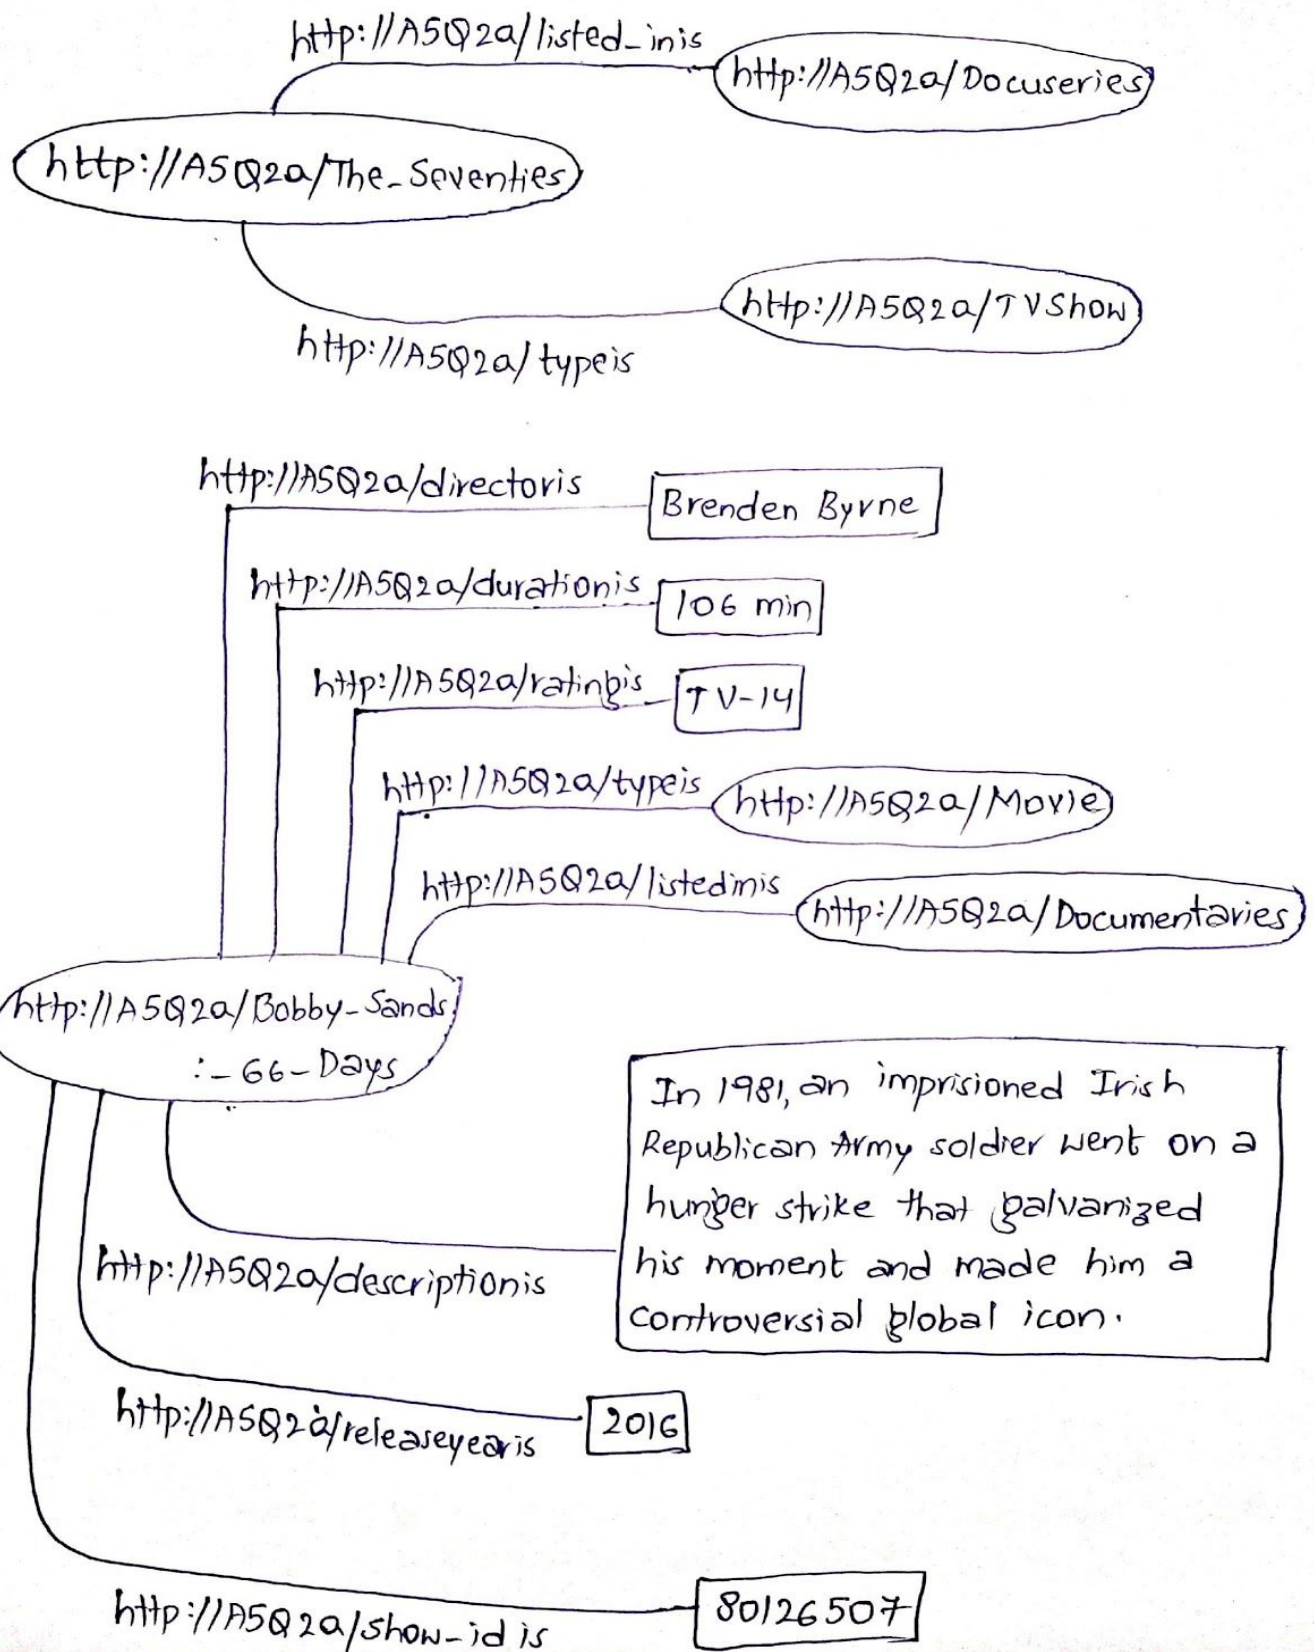 http://A5Q2a/listed_inis
http://A5Q2a/Docuseries
http://A5Q2a/The_Seventies
http://A5Q2a/TVShow
http://A5Q2a/typeis
http://A5Q2a/directoris
Brenden Byrne
http://A5Q2a/durationis
106 min
http://A5Q2a/ratingis
TV-14
http://A5Q2a/typeis
http://A5Q2a/Movie
http://A5Q2a/listedinis
http://A5Q2a/Documentaries
http://A5Q2a/Bobby-Sands
:-66-Days
In 1981, an imprisioned Irish
Republican Army soldier went on a
hunger strike that galvanized
his moment and made him a
controversial global icon.
http://A5Q2a/descriptionis
http://A5Q2a/releaseyearis
2016
http://A5Q2a/show-id is
80126507